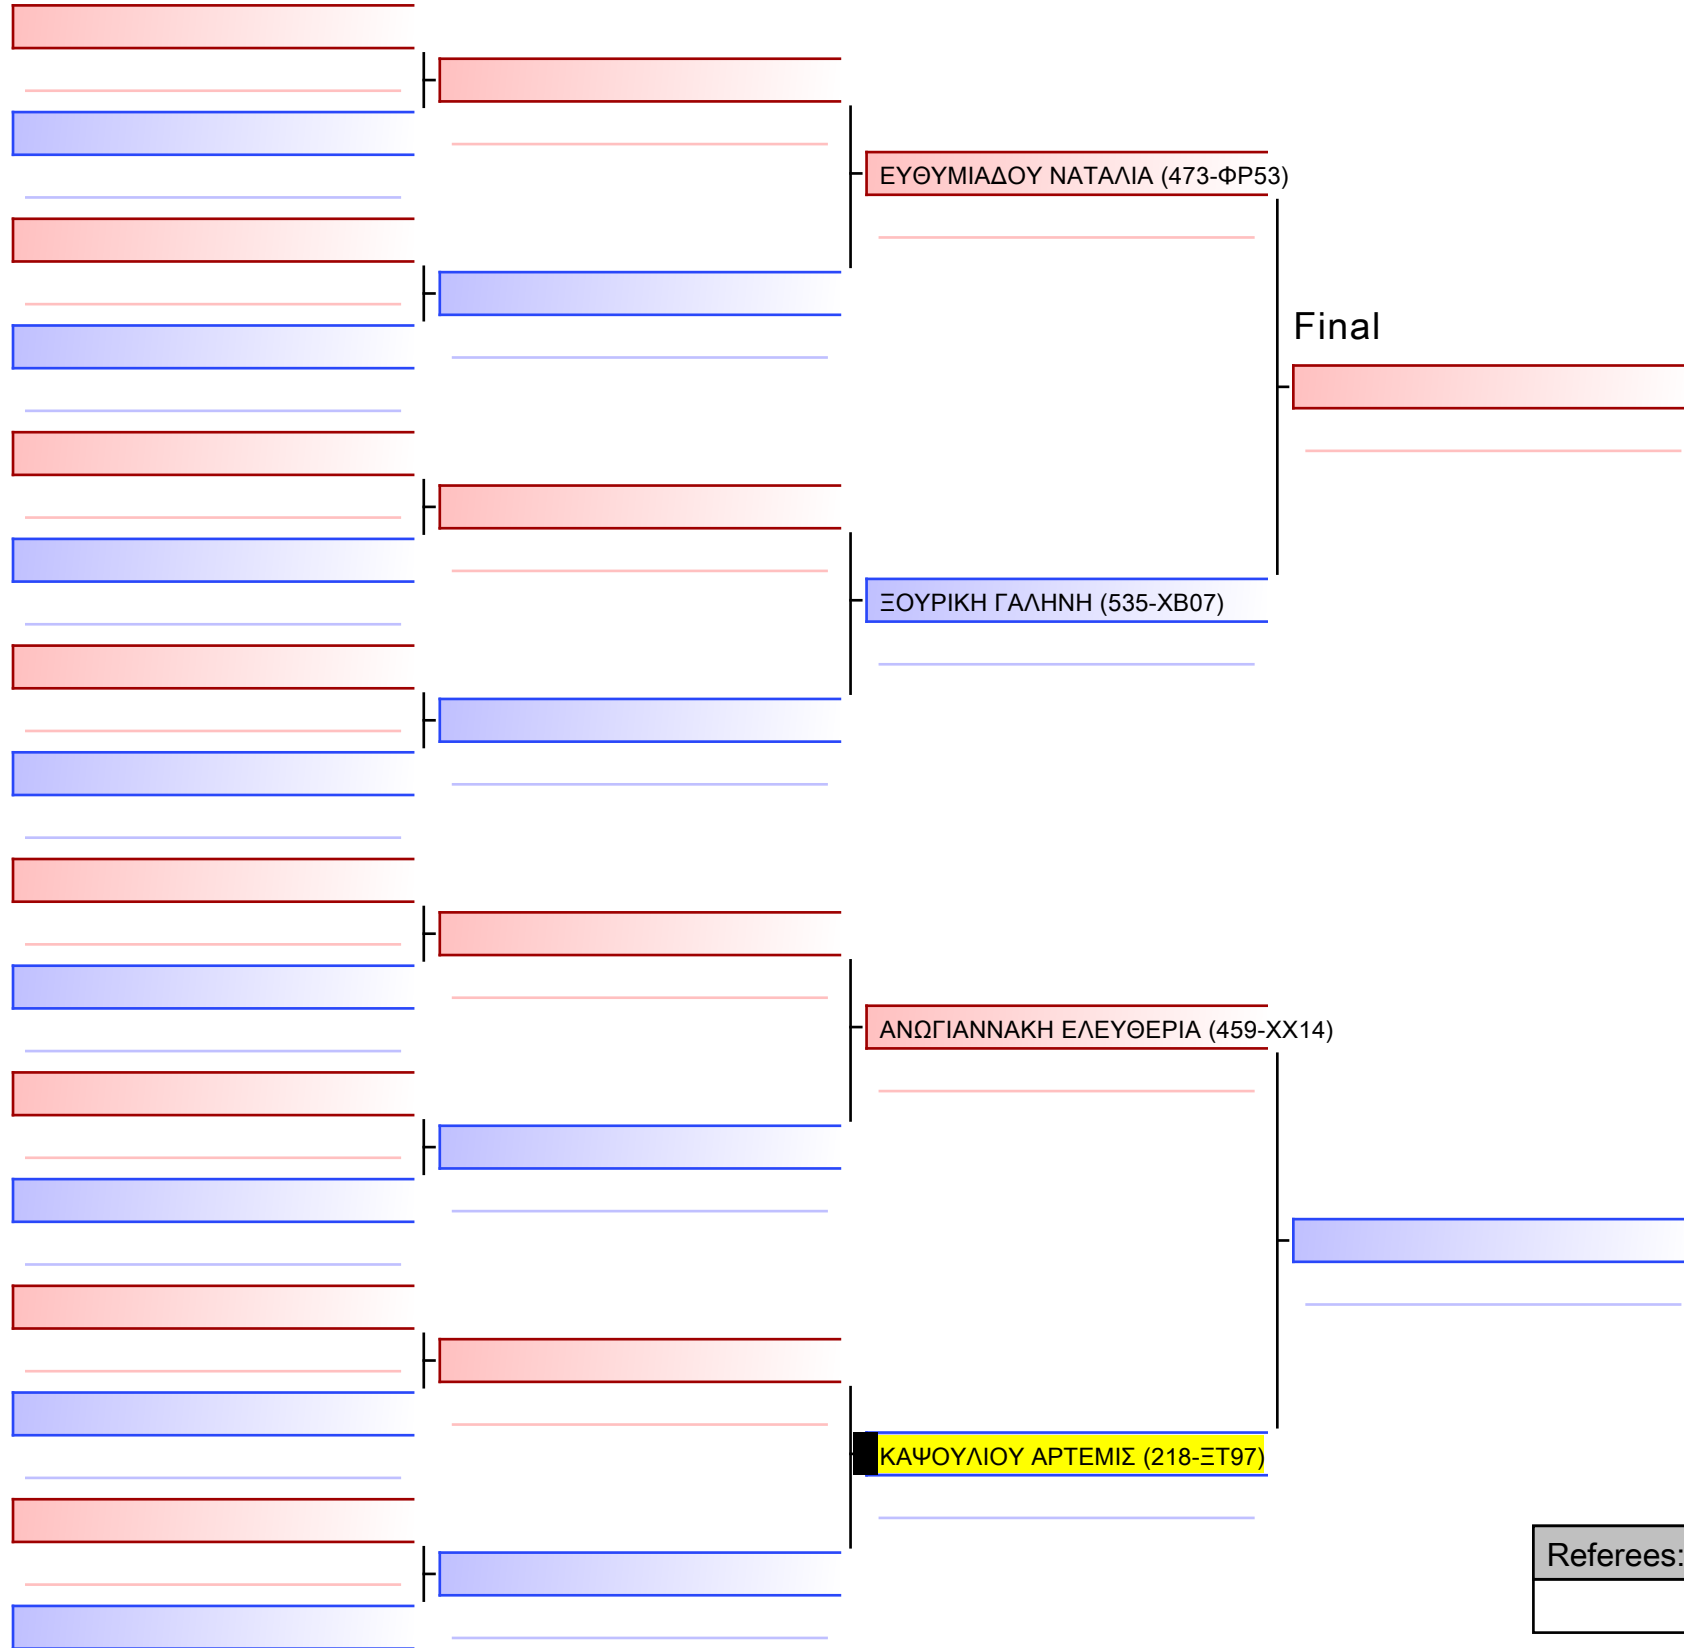 ΕΥΘΥΜΙΑΔΟΥ ΝΑΤΑΛΙΑ (473-ΦΡ53)
Final
ΞΟΥΡΙΚΗ ΓΑΛΗΝΗ (535-ΧΒ07)
ΑΝΩΓΙΑΝΝΑΚΗ ΕΛΕΥΘΕΡΙΑ (459-ΧΧ14)
ΚΑΨΟΥΛΙΟΥ ΑΡΤΕΜΙΣ (218-ΞΤ97)
Referees: